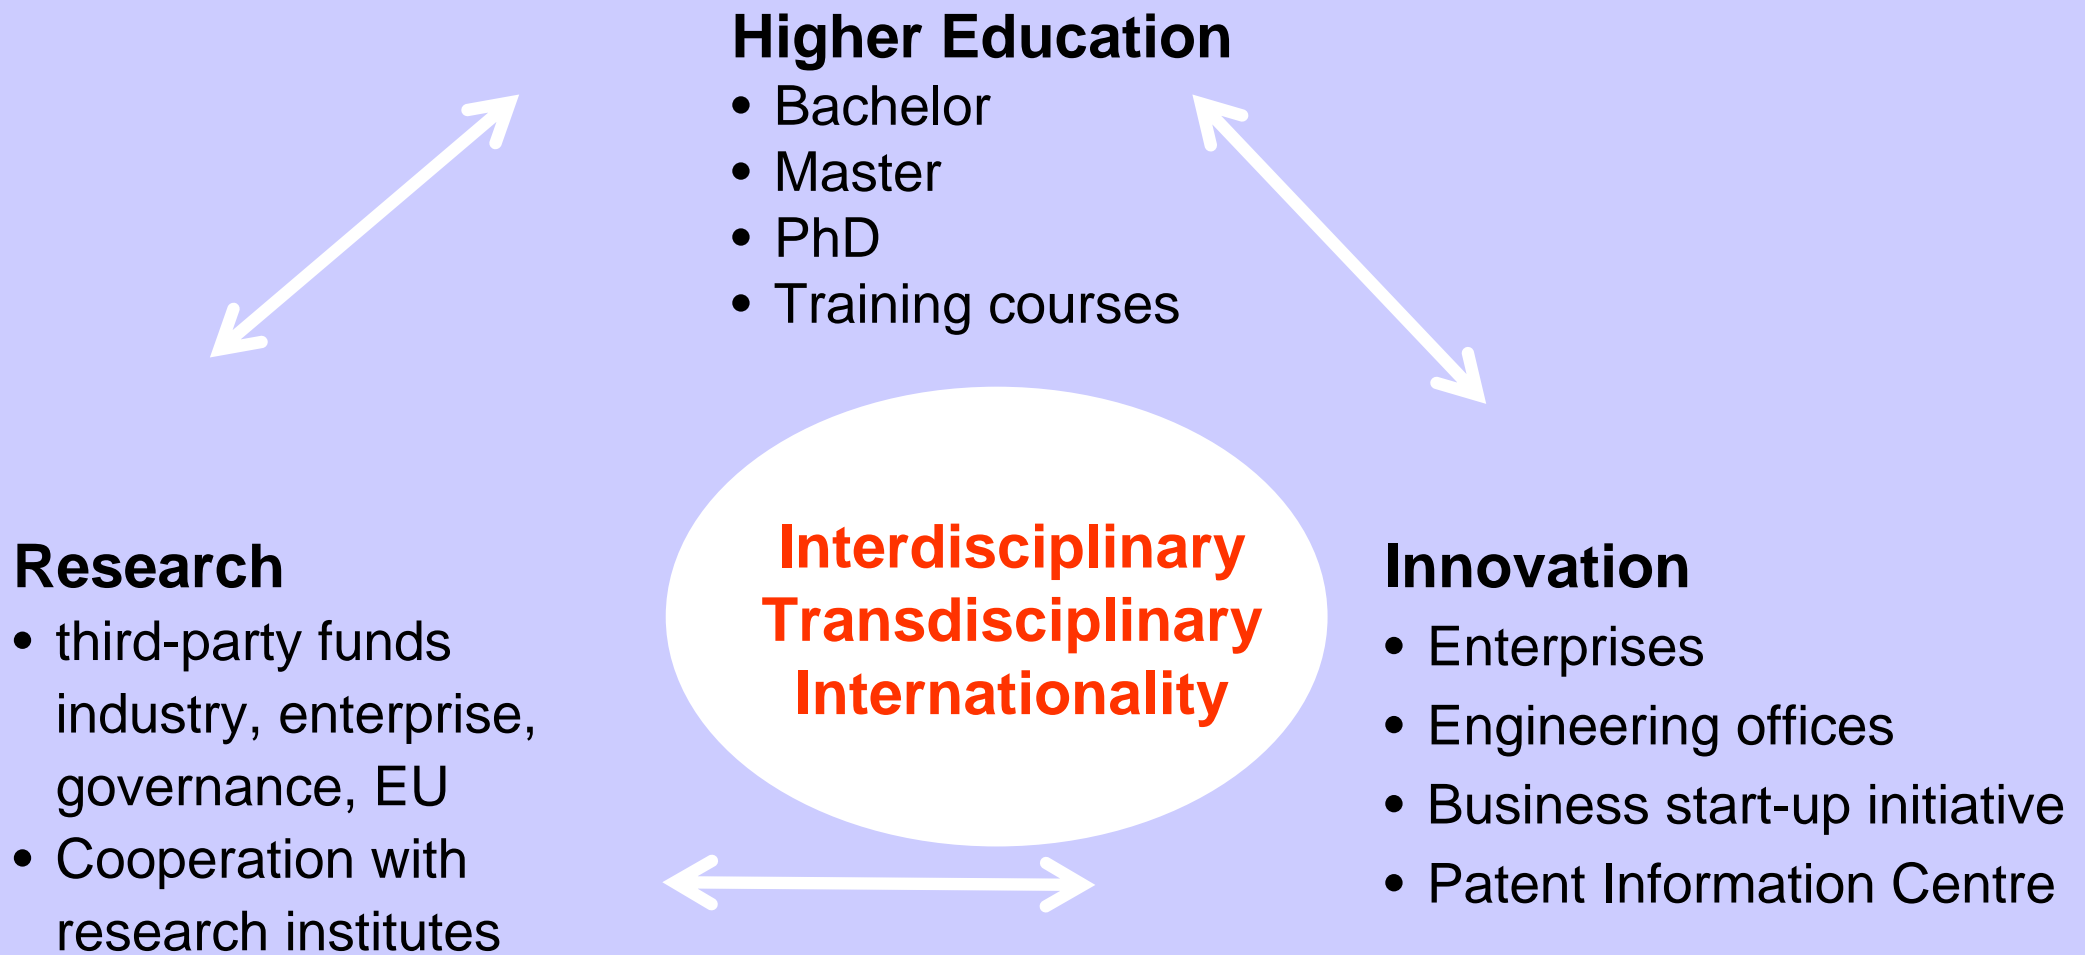 Higher Education
• Bachelor
• Master
• PhD
• Training courses
Interdisciplinary
Transdisciplinary
Internationality
Research
• third-party funds
industry, enterprise,
governance, EU
• Cooperation with
research institutes
Innovation
• Enterprises
• Engineering offices
• Business start-up initiative
• Patent Information Centre